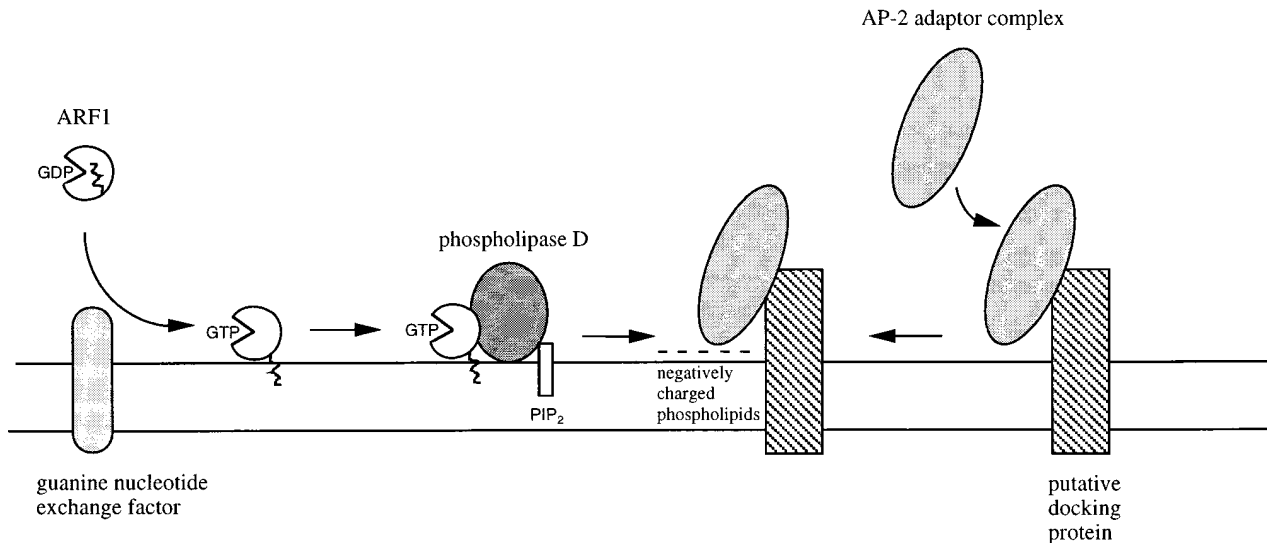 AP-2 adaptor complex
ARF1
GDP
phospholipase D
GTP
GTP
negatively
charged
phospholipids
PIP₂
guanine nucleotide
exchange factor
putative
docking
protein